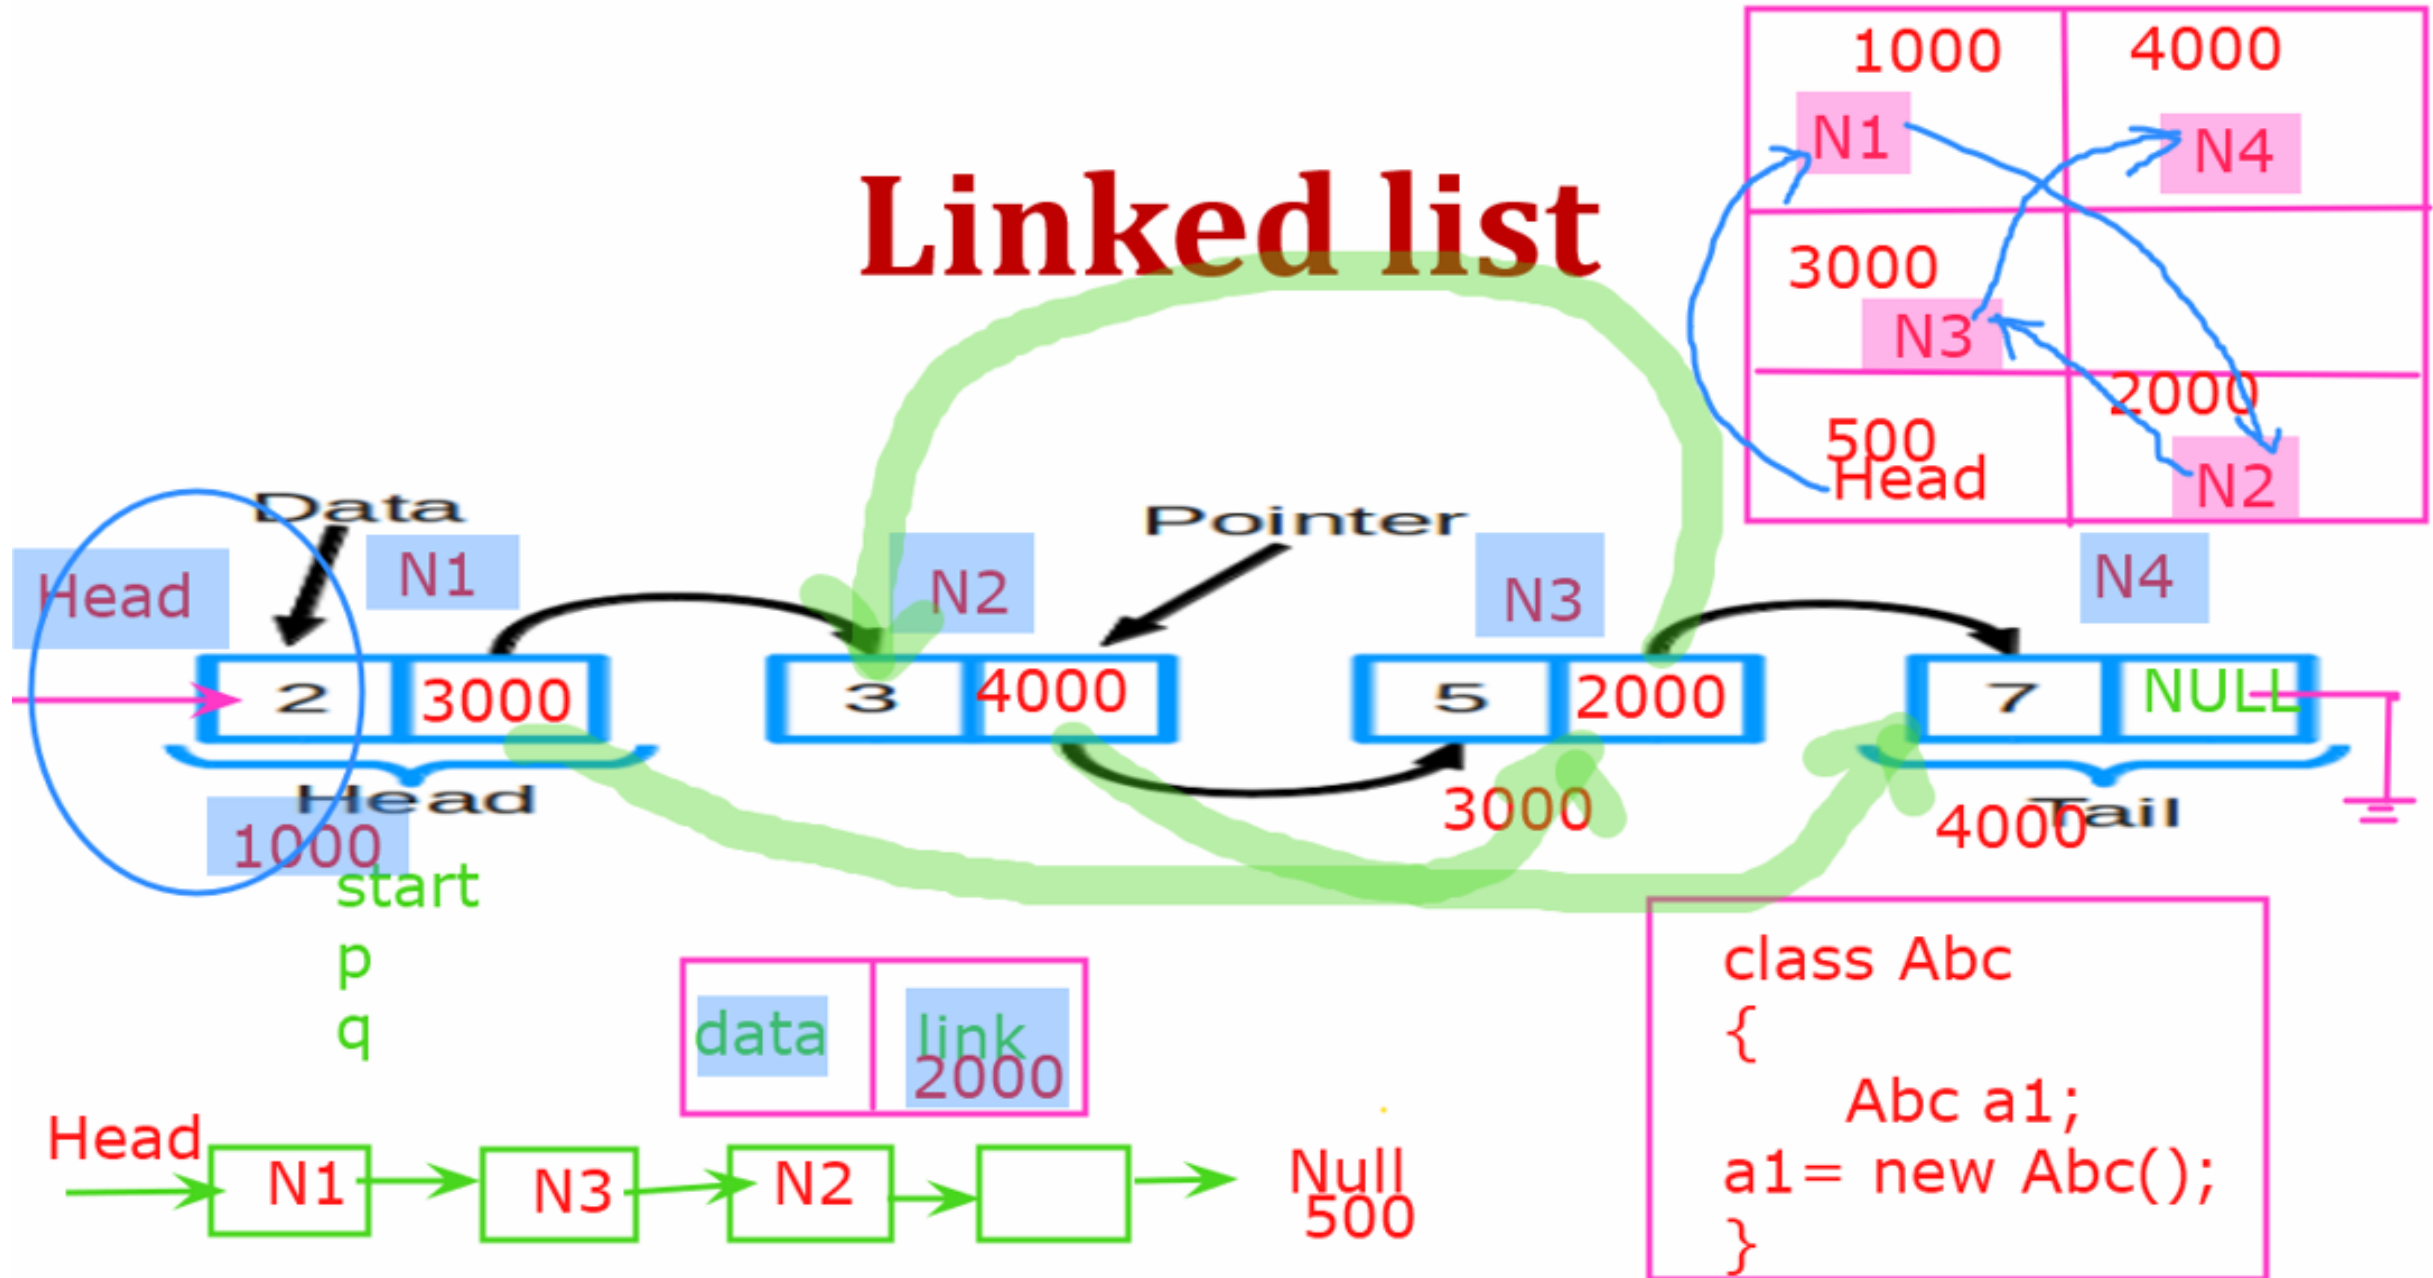 1000 4000
N1 N4
Linked list
3000
N3
2000
500
Head N2
Data
Pointer
Head N1 N2 N3 N4
2 3000 3 4000 5 2000 7 NULL
Head
3000 4000 Tail
1000
start
p
q
data link
2000
Head
N1 N3 N2 Null
500
class Abc
{
Abc a1;
a1= new Abc();
}